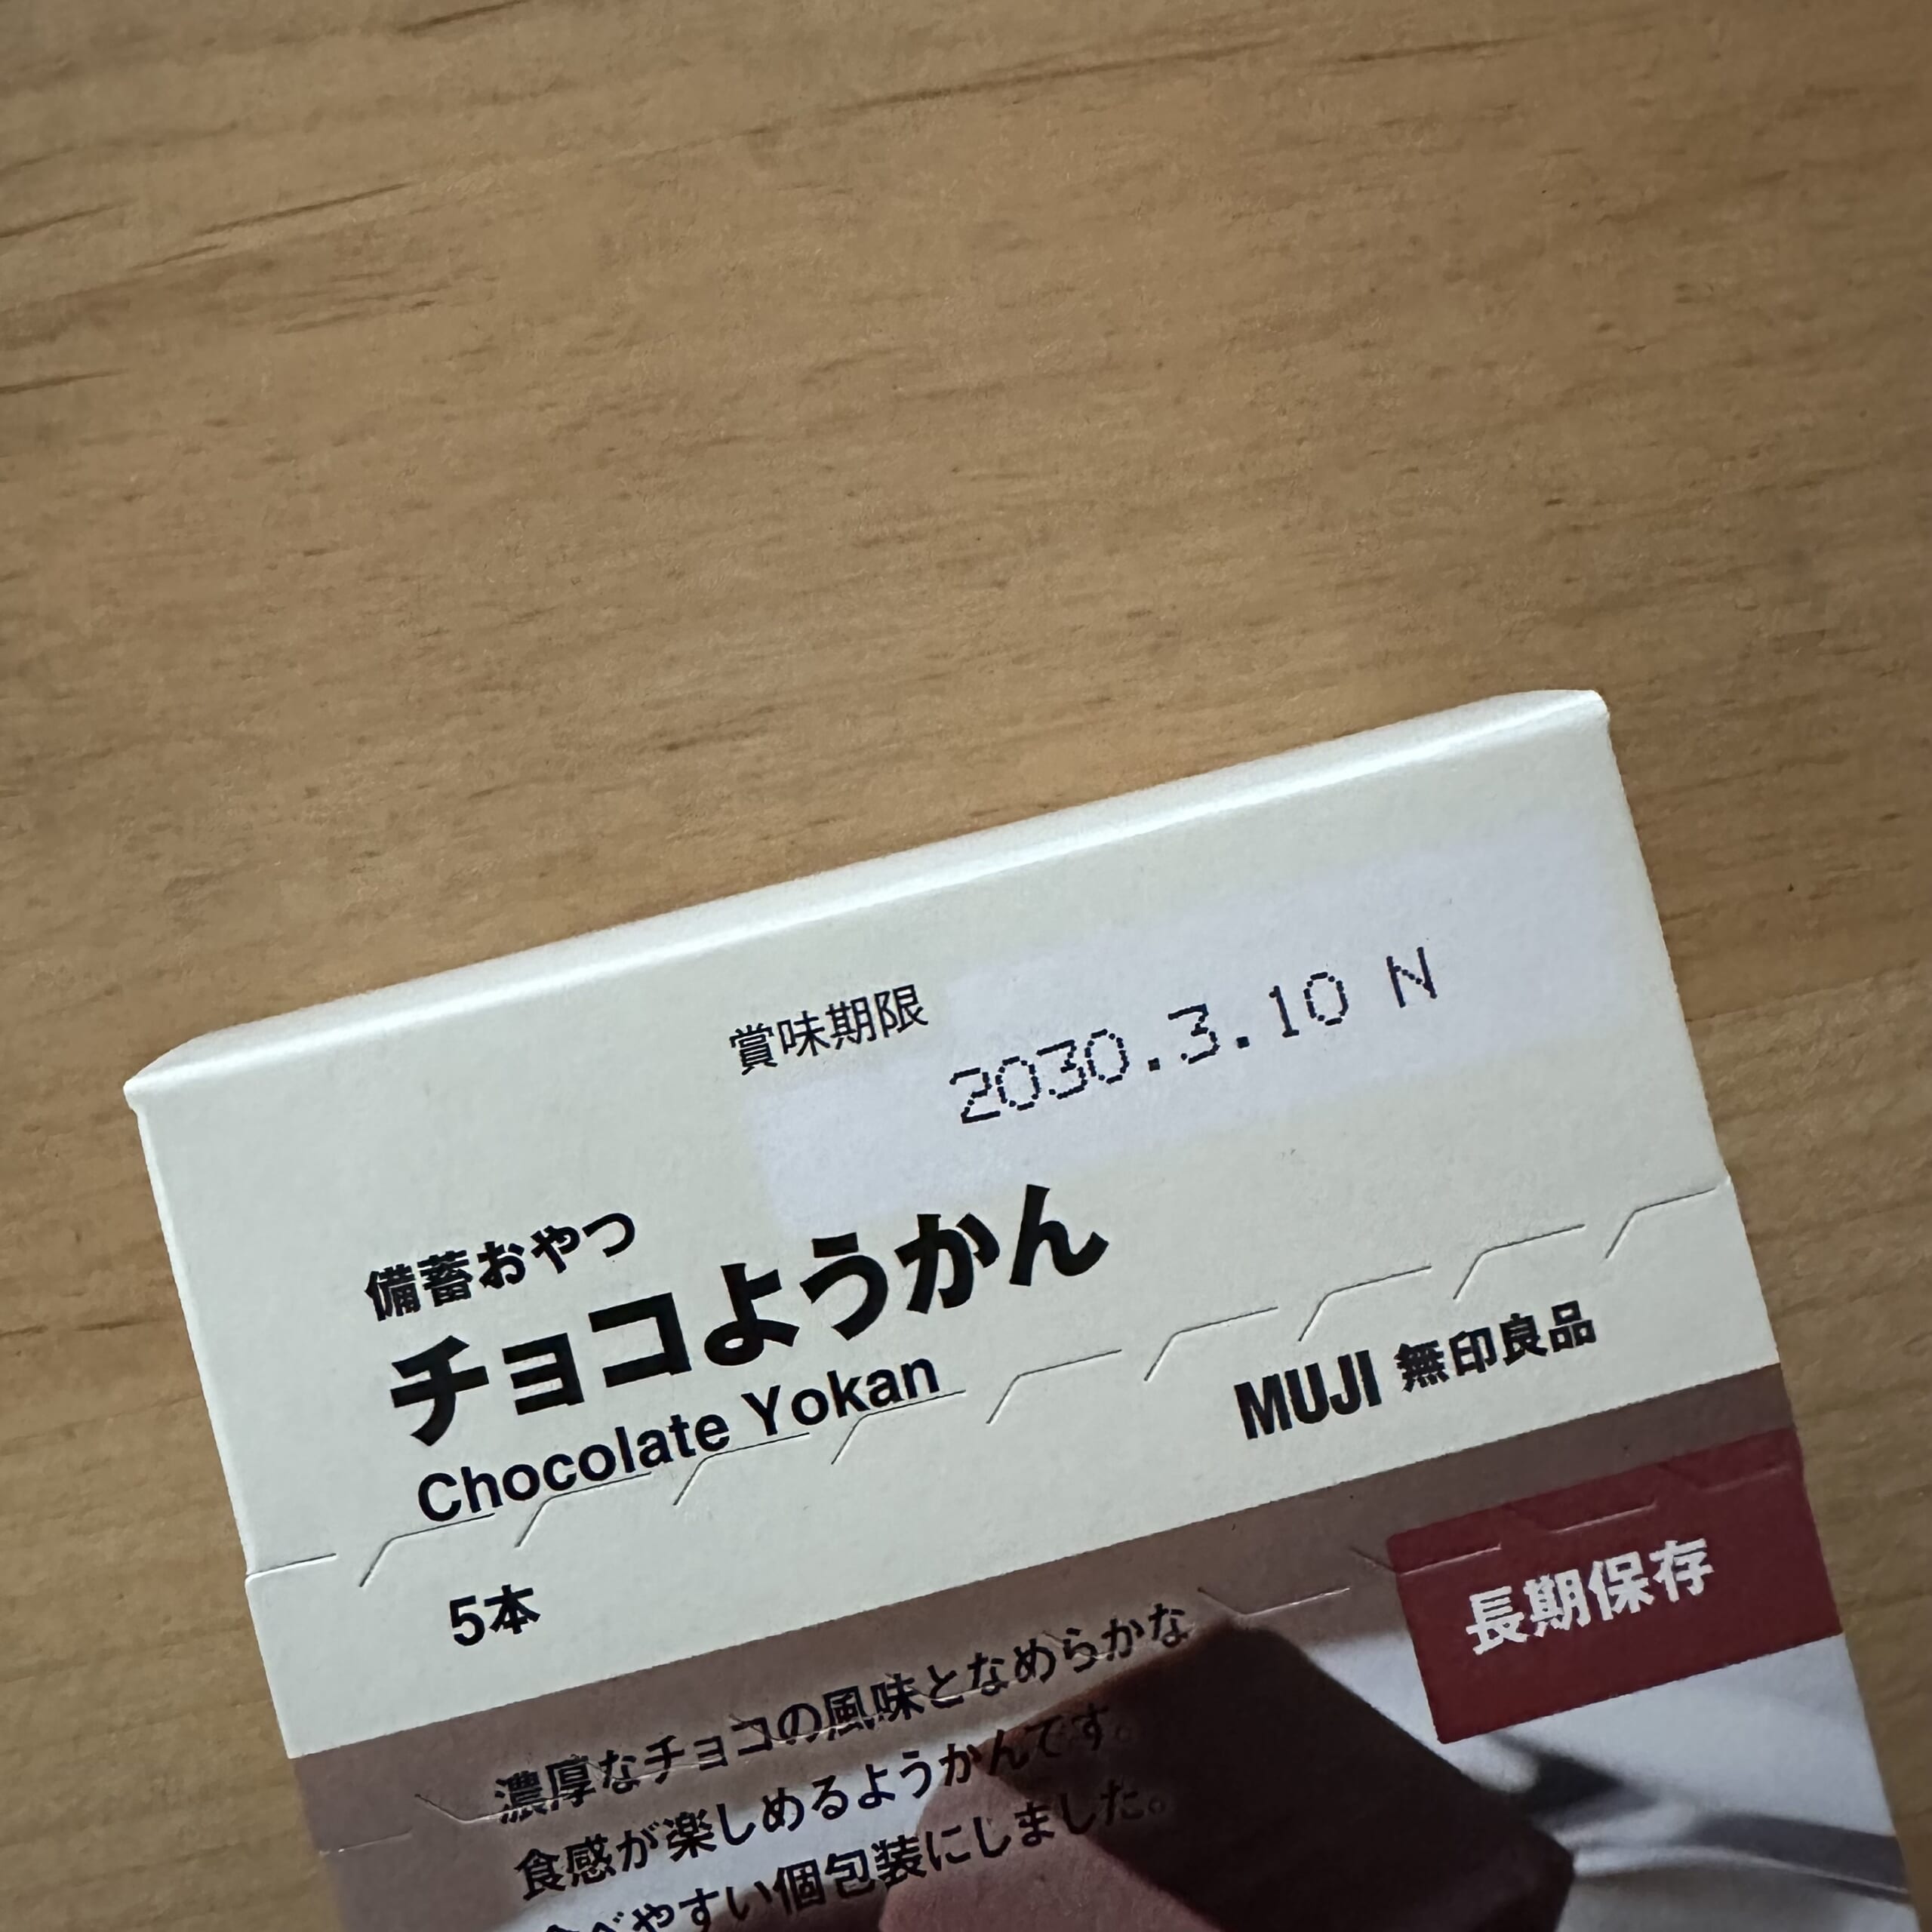 賞味期限 2030.3.10 N
備蓄おやつ
チョコようかん
Chocolate Yokan
MUJI 無印良品
5本
長期保存
濃厚なチョコの風味となめらかな
食感が楽しめるようかんです。
食べやすい個包装にしました。